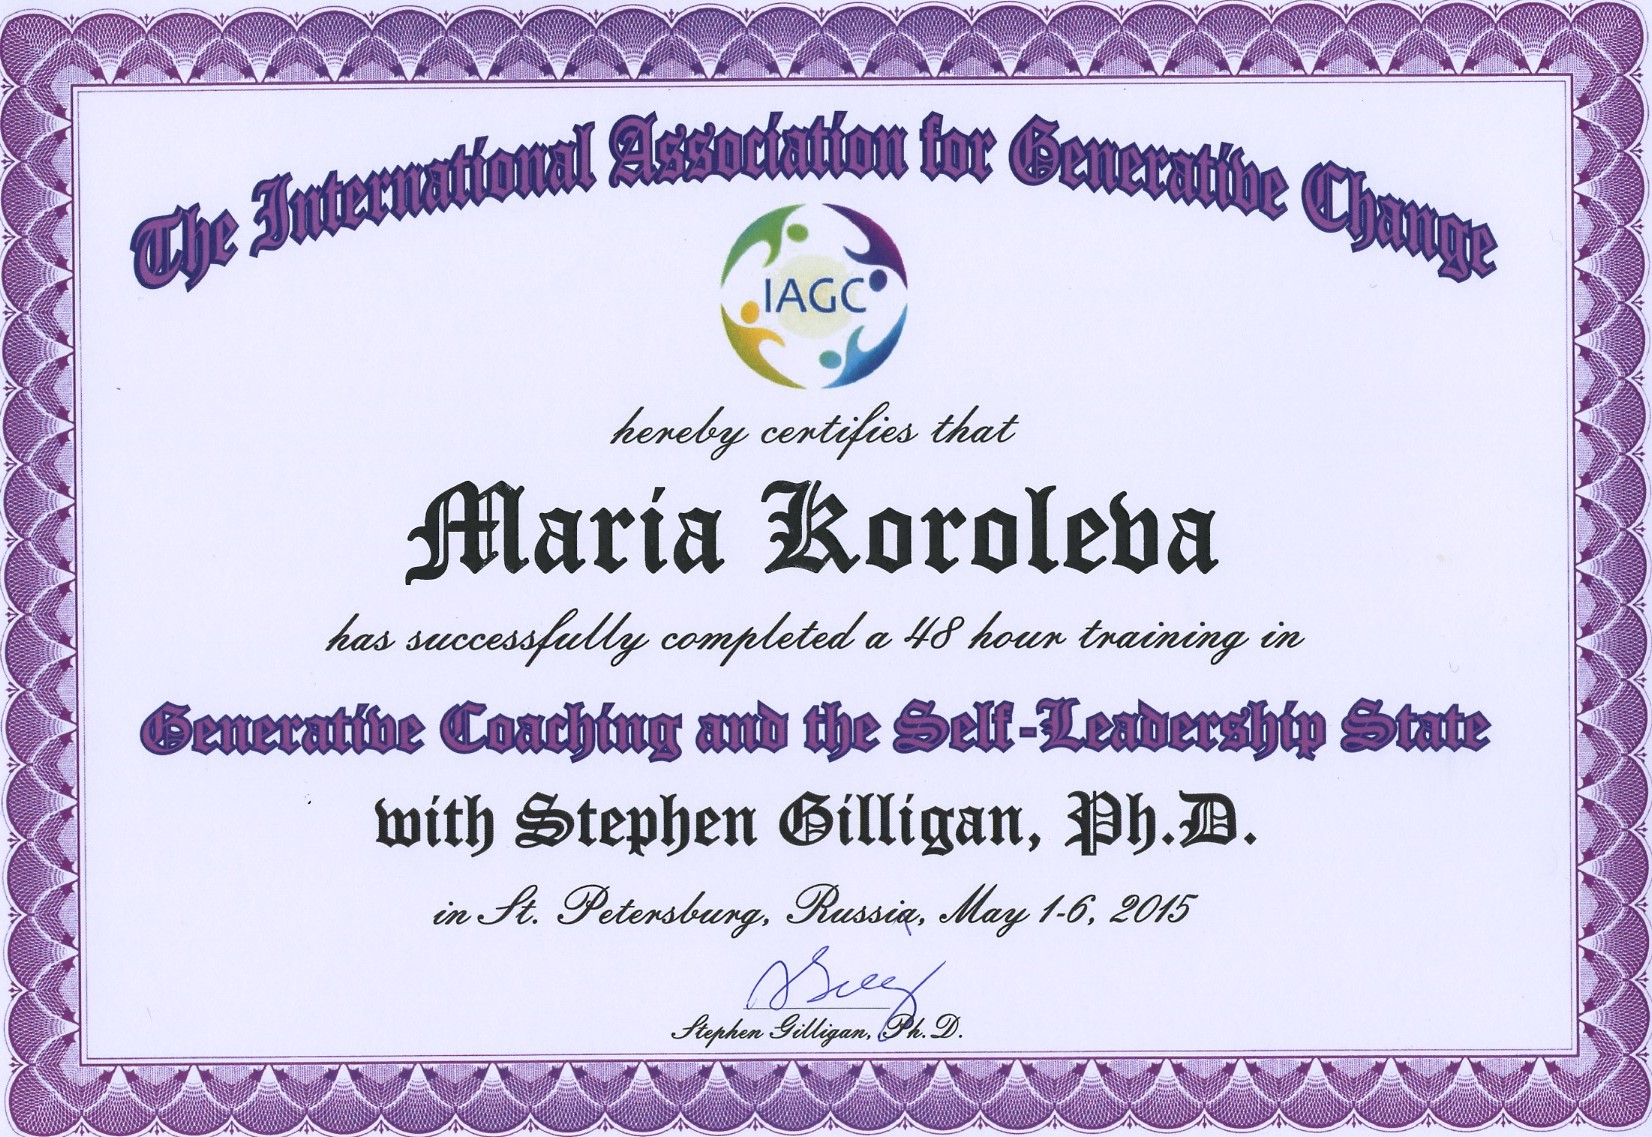 The International Association for Generative Change
IAGC
hereby certifies that
Maria Koroleva
has successfully completed a 48 hour training in
Generative Coaching and the Self-Leadership State
with Stephen Gilligan, Ph.D.
in St. Petersburg, Russia, May 1-6, 2015
Stephen Gilligan, Ph.D.